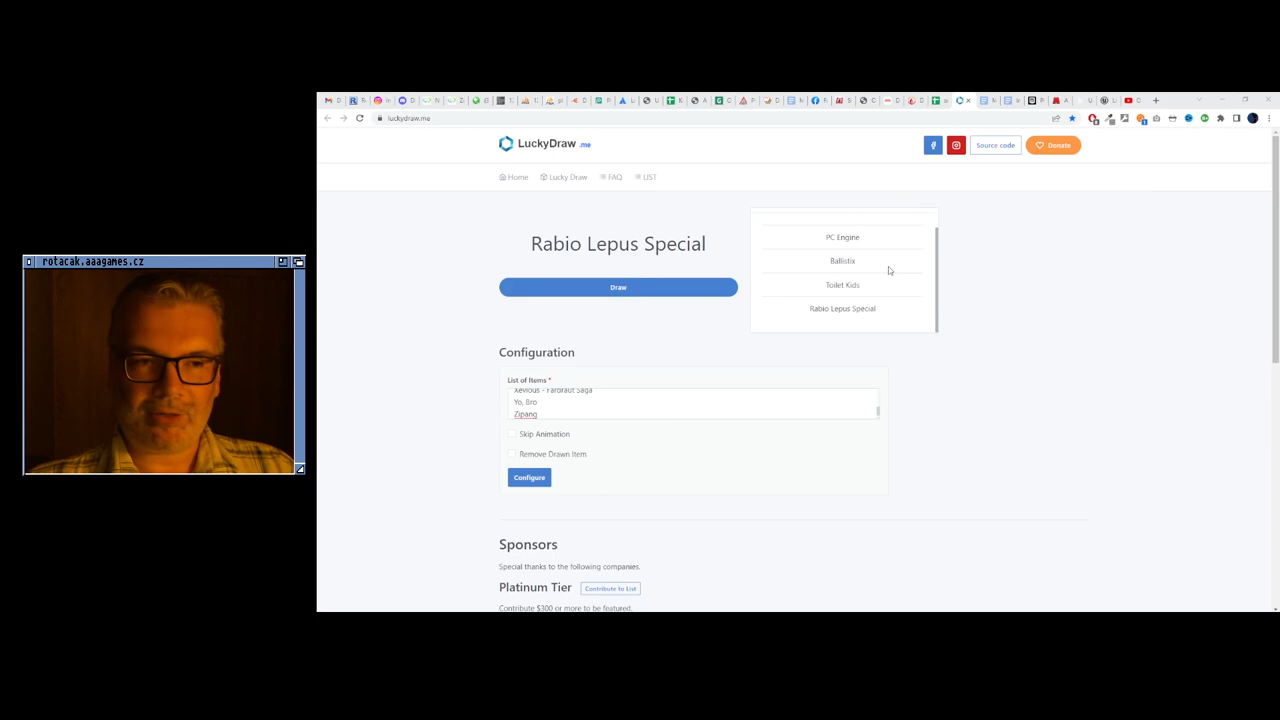 rotacak.aaagames.cz
luckydraw.me
LuckyDraw .me
Source code
Donate
Home
Lucky Draw
FAQ
LIST
Rabio Lepus Special
Draw
PC Engine
Ballistix
Toilet Kids
Rabio Lepus Special
Configuration
List of Items *
Xevious - Fardraut Saga
Yo, Bro
Zipang
Skip Animation
Remove Drawn Item
Configure
Sponsors
Special thanks to the following companies.
Platinum Tier
Contribute to List
Contribute $300 or more to be featured.